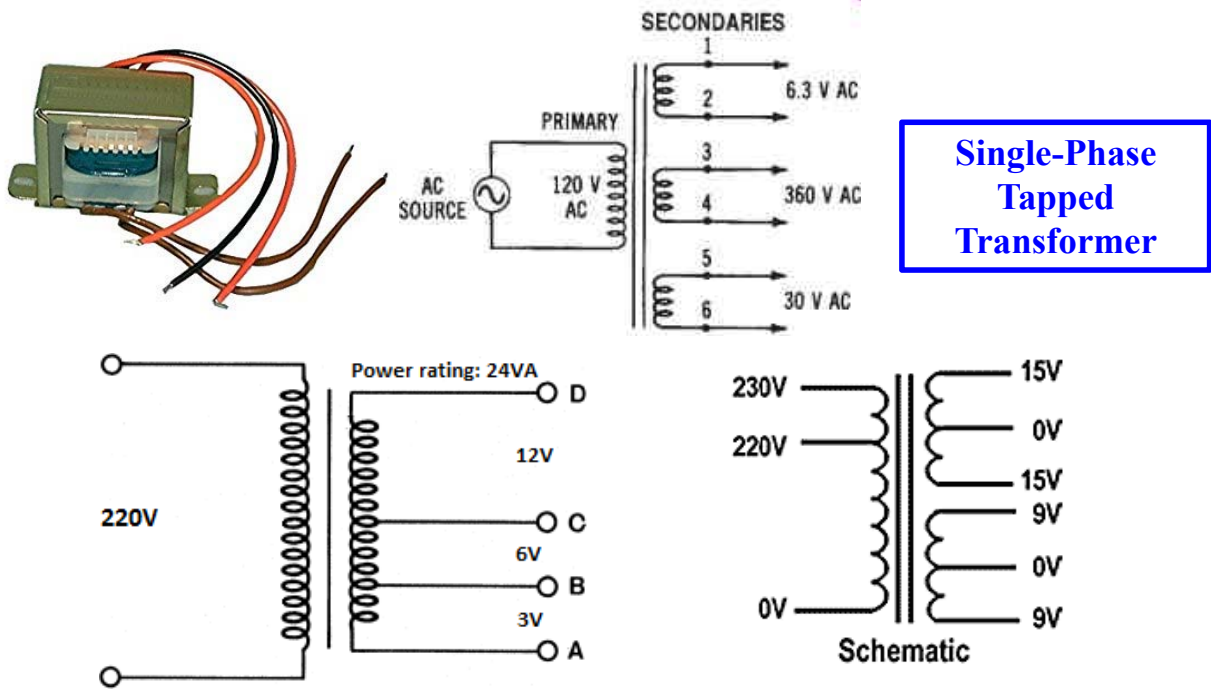 SECONDARIES
1
6.3 V AC
2
PRIMARY
3
AC
SOURCE
120 V
AC
360 V AC
4
5
30 V AC
6
Single-Phase
Tapped
Transformer
Power rating: 24VA
D
12V
220V
C
6V
B
3V
A
230V
220V
0V
15V
0V
15V
9V
0V
9V
Schematic